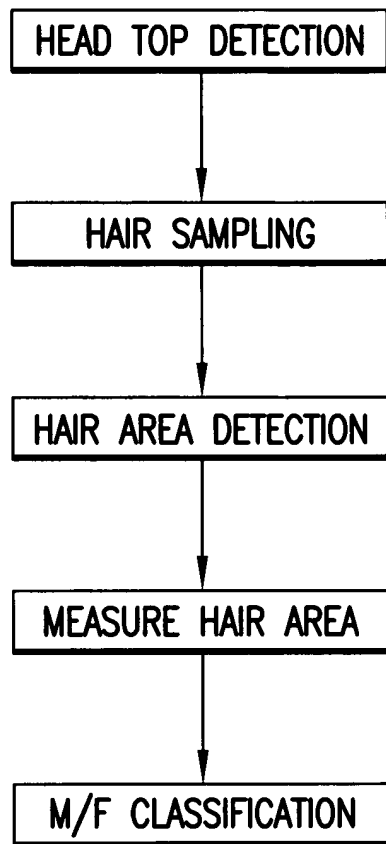 HEAD TOP DETECTION
HAIR SAMPLING
HAIR AREA DETECTION
MEASURE HAIR AREA
M/F CLASSIFICATION